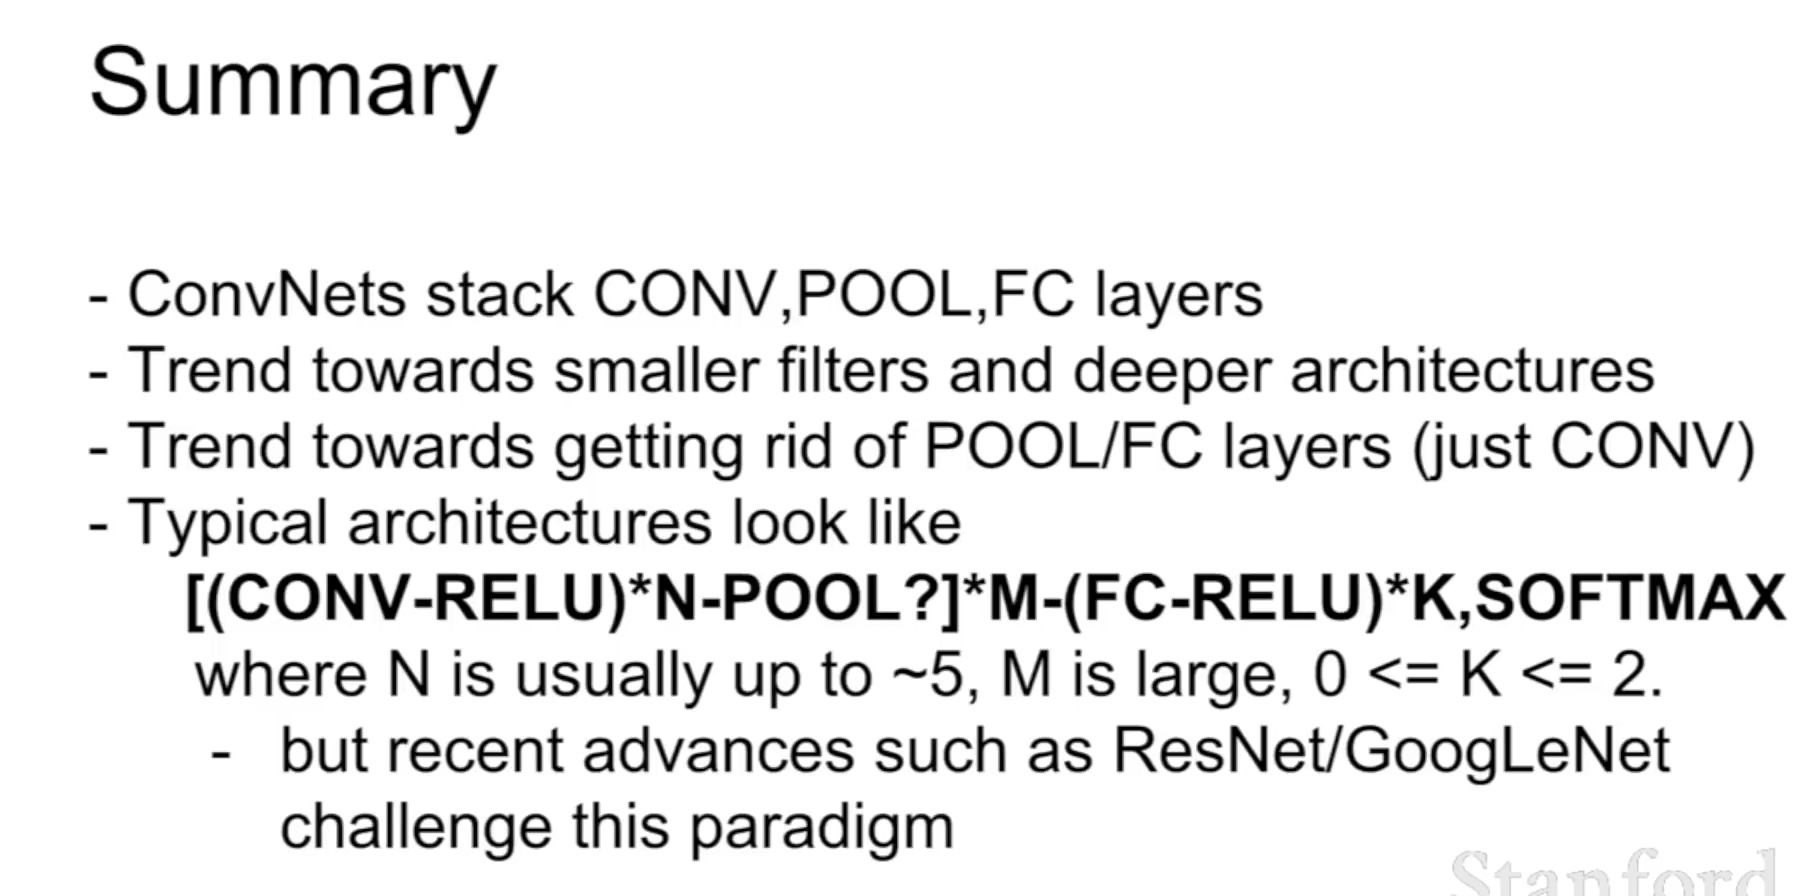 Summary
- ConvNets stack CONV,POOL,FC layers
- Trend towards smaller filters and deeper architectures
- Trend towards getting rid of POOL/FC layers (just CONV)
- Typical architectures look like
[(CONV-RELU)*N-POOL?]*M-(FC-RELU)*K,SOFTMAX
where N is usually up to ~5, M is large, 0 <= K <= 2.
- but recent advances such as ResNet/GoogLeNet
challenge this paradigm
Stanford